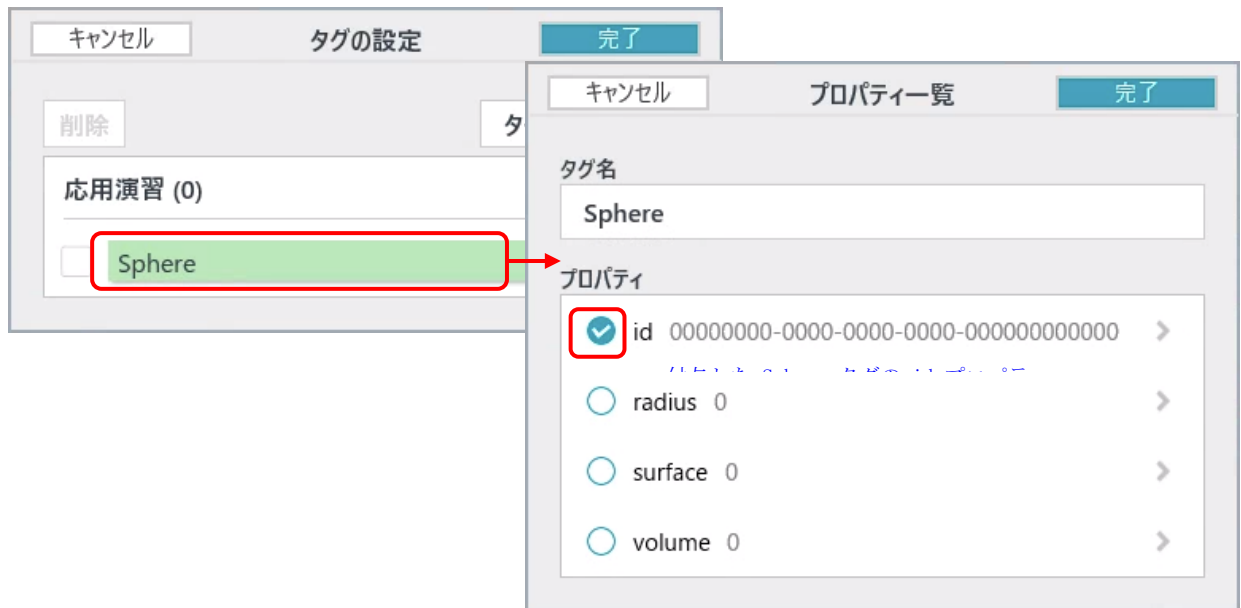 キャンセル タグの設定 完了
削除
応用演習 (0)
Sphere
キャンセル プロパティ一覧 完了
タグ名
Sphere
プロパティ
id 00000000-0000-0000-0000-000000000000
radius 0
surface 0
volume 0